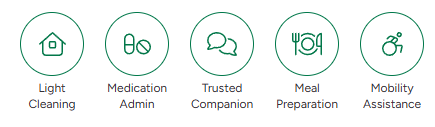 Light
Cleaning
Medication
Admin
Trusted
Companion
Meal
Preparation
Mobility
Assistance